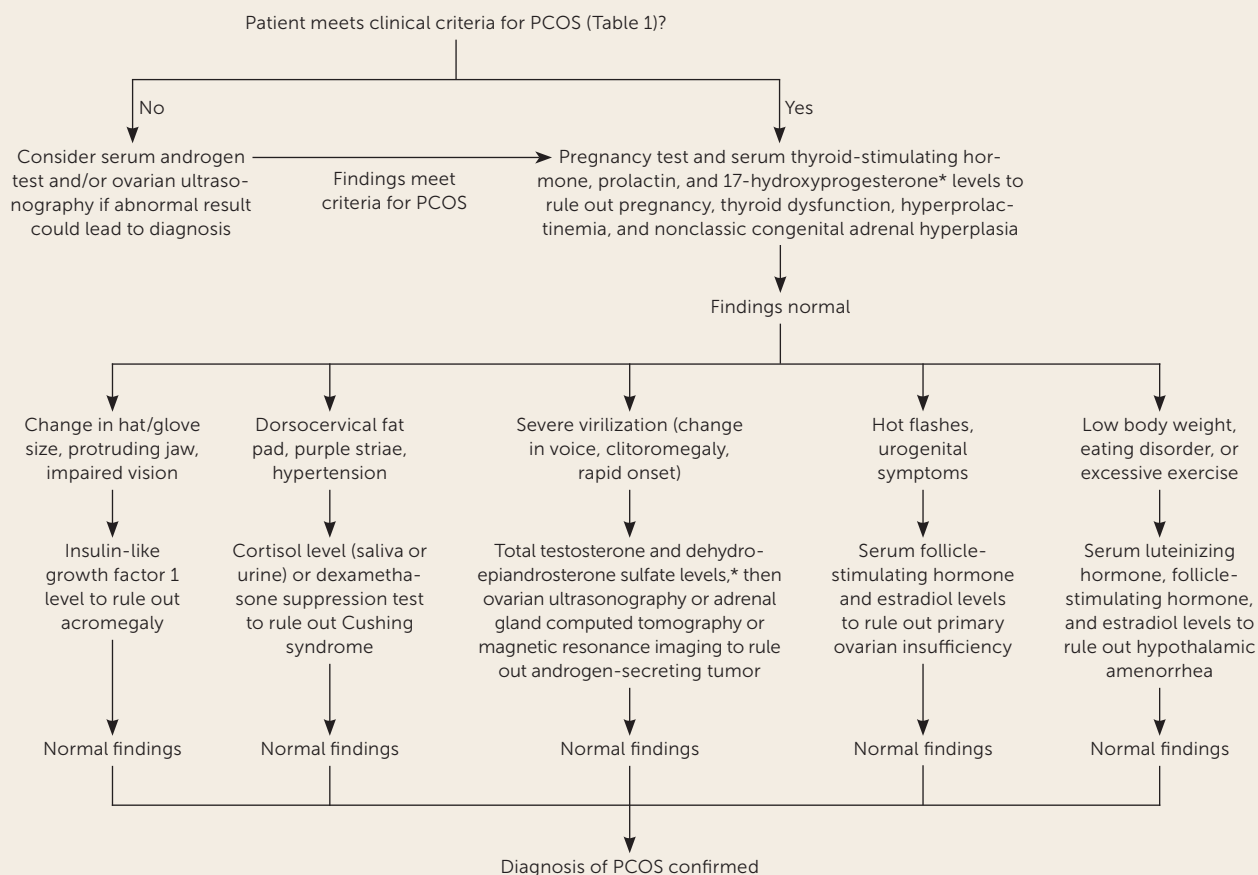 Patient meets clinical criteria for PCOS (Table 1)?
No
Yes
Consider serum androgen
test and/or ovarian ultraso-
nography if abnormal result
could lead to diagnosis
Findings meet
criteria for PCOS
Pregnancy test and serum thyroid-stimulating hor-
mone, prolactin, and 17-hydroxyprogesterone* levels to
rule out pregnancy, thyroid dysfunction, hyperprolac-
tinemia, and nonclassic congenital adrenal hyperplasia
Findings normal
Change in hat/glove
size, protruding jaw,
impaired vision
Dorsocervical fat
pad, purple striae,
hypertension
Severe virilization (change
in voice, clitoromegaly,
rapid onset)
Hot flashes,
urogenital
symptoms
Low body weight,
eating disorder, or
excessive exercise
Insulin-like
growth factor 1
level to rule out
acromegaly
Cortisol level (saliva or
urine) or dexametha-
sone suppression test
to rule out Cushing
syndrome
Total testosterone and dehydro-
epiandrosterone sulfate levels,* then
ovarian ultrasonography or adrenal
gland computed tomography or
magnetic resonance imaging to rule
out androgen-secreting tumor
Serum follicle-
stimulating hormone
and estradiol levels
to rule out primary
ovarian insufficiency
Serum luteinizing
hormone, follicle-
stimulating hormone,
and estradiol levels to
rule out hypothalamic
amenorrhea
Normal findings
Normal findings
Normal findings
Normal findings
Normal findings
Diagnosis of PCOS confirmed